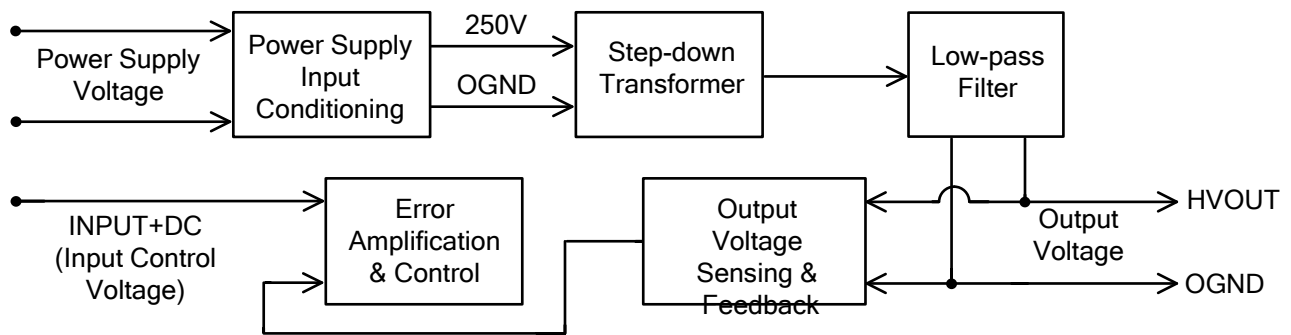 Power Supply
Voltage
Power Supply
Input
Conditioning
250V
OGND
Step-down
Transformer
Low-pass
Filter
INPUT+DC
(Input Control
Voltage)
Error
Amplification
& Control
Output
Voltage
Sensing &
Feedback
Output
Voltage
HVOUT
OGND